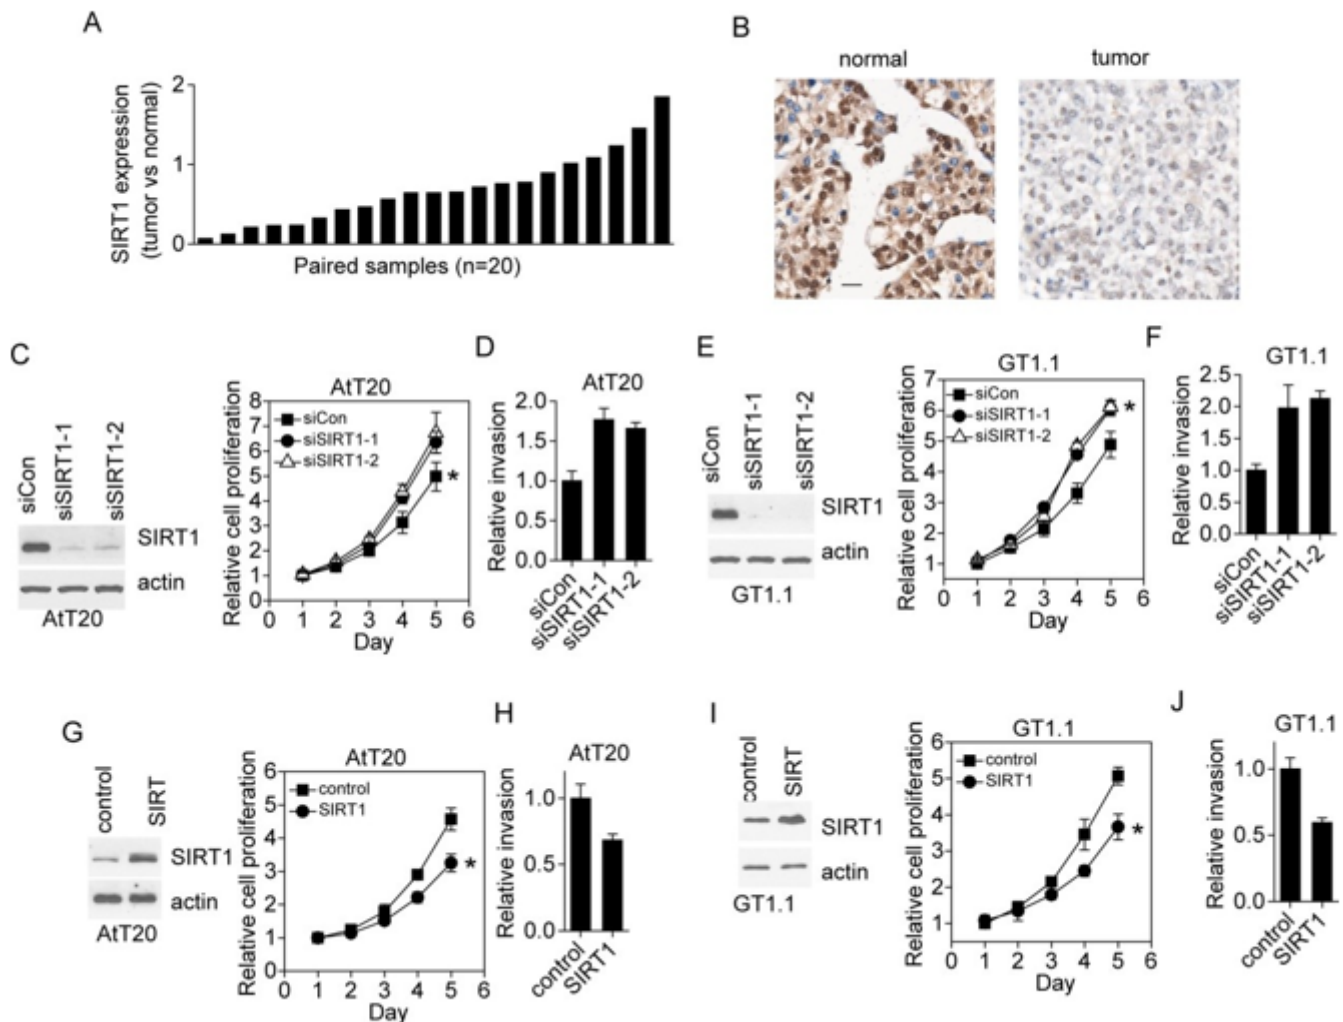 A
SIRT1 expression
(tumor vs normal)
2
1
0
Paired samples (n=20)
B
normal
tumor
C
siCon
siSIRT1-1
siSIRT1-2
SIRT1
actin
AtT20
AtT20
Relative cell proliferation
8
7
6
5
4
3
2
1
0
siCon
siSIRT1-1
siSIRT1-2
*
0 1 2 3 4 5 6
Day
D
AtT20
Relative invasion
2.0
1.5
1.0
0.5
0.0
siCon
siSIRT1-1
siSIRT1-2
E
siCon
siSIRT1-1
siSIRT1-2
SIRT1
actin
GT1.1
GT1.1
Relative cell proliferation
7
6
5
4
3
2
1
siCon
siSIRT1-1
siSIRT1-2
*
0 1 2 3 4 5 6
Day
F
GT1.1
Relative invasion
2.5
2.0
1.5
1.0
0.5
0.0
siCon
siSIRT1-1
siSIRT1-2
G
control
SIRT
SIRT1
actin
AtT20
AtT20
Relative cell proliferation
6
5
4
3
2
1
0
control
SIRT1
*
0 1 2 3 4 5 6
Day
H
AtT20
Relative invasion
1.0
0.5
0.0
control
SIRT1
I
control
SIRT
SIRT1
actin
GT1.1
GT1.1
Relative cell proliferation
6
5
4
3
2
1
control
SIRT1
*
0 1 2 3 4 5 6
Day
J
GT1.1
Relative invasion
1.0
0.5
0.0
control
SIRT1